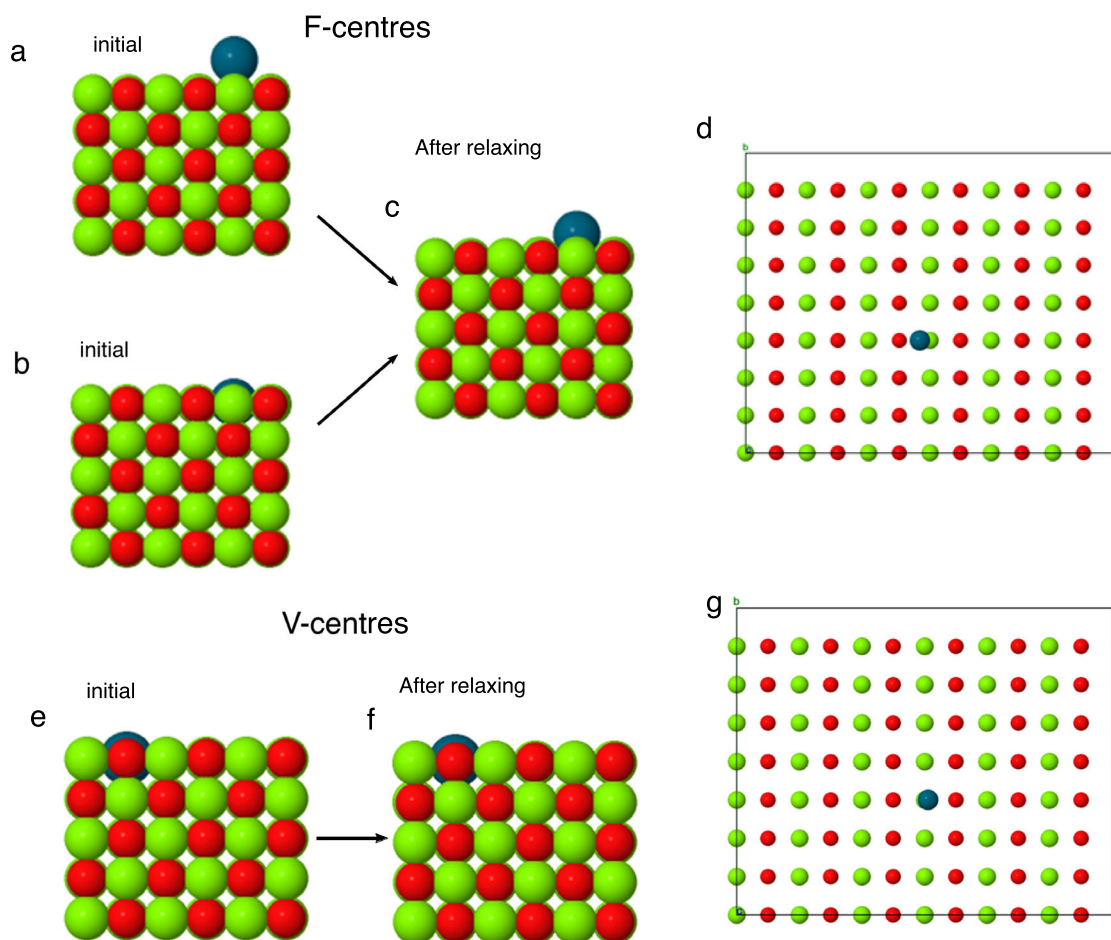 F-centres
a
initial
After relaxing
d
b
c
initial
b
V-centres
g
b
initial
After relaxing
e
f